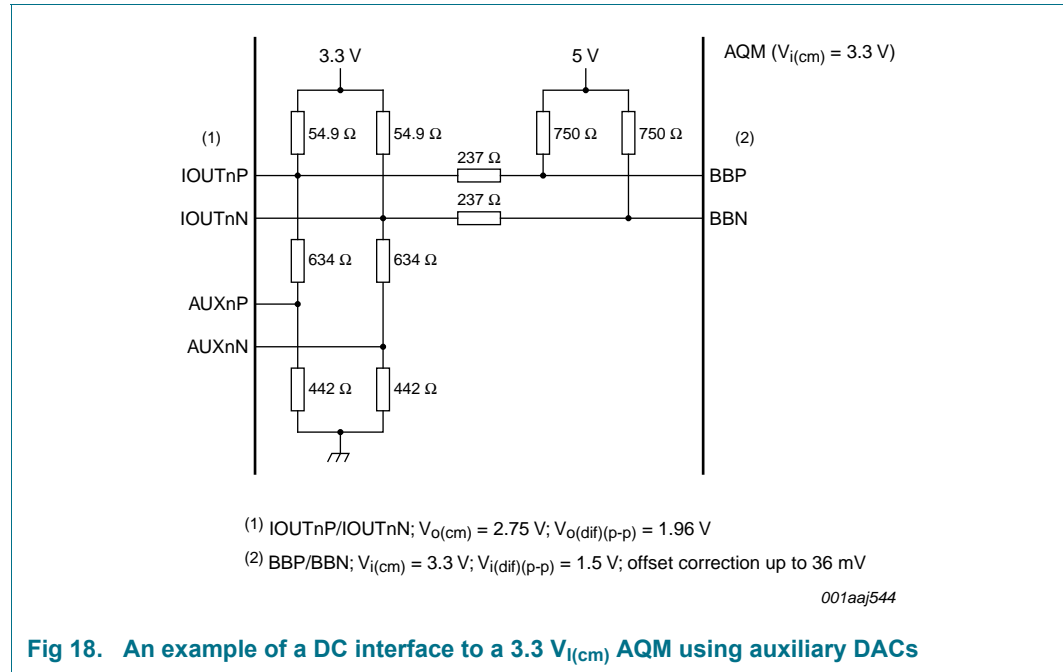 3.3 V
5 V
AQM (Vi(cm) = 3.3 V)
(1)
54.9 Ω
54.9 Ω
750 Ω
750 Ω
(2)
237 Ω
IOUTnP
BBP
237 Ω
IOUTnN
BBN
634 Ω
634 Ω
AUXnP
AUXnN
442 Ω
442 Ω
(1) IOUTnP/IOUTnN; Vo(cm) = 2.75 V; Vo(dif)(p-p) = 1.96 V
(2) BBP/BBN; Vi(cm) = 3.3 V; Vi(dif)(p-p) = 1.5 V; offset correction up to 36 mV
001aaj544
Fig 18. An example of a DC interface to a 3.3 VI(cm) AQM using auxiliary DACs